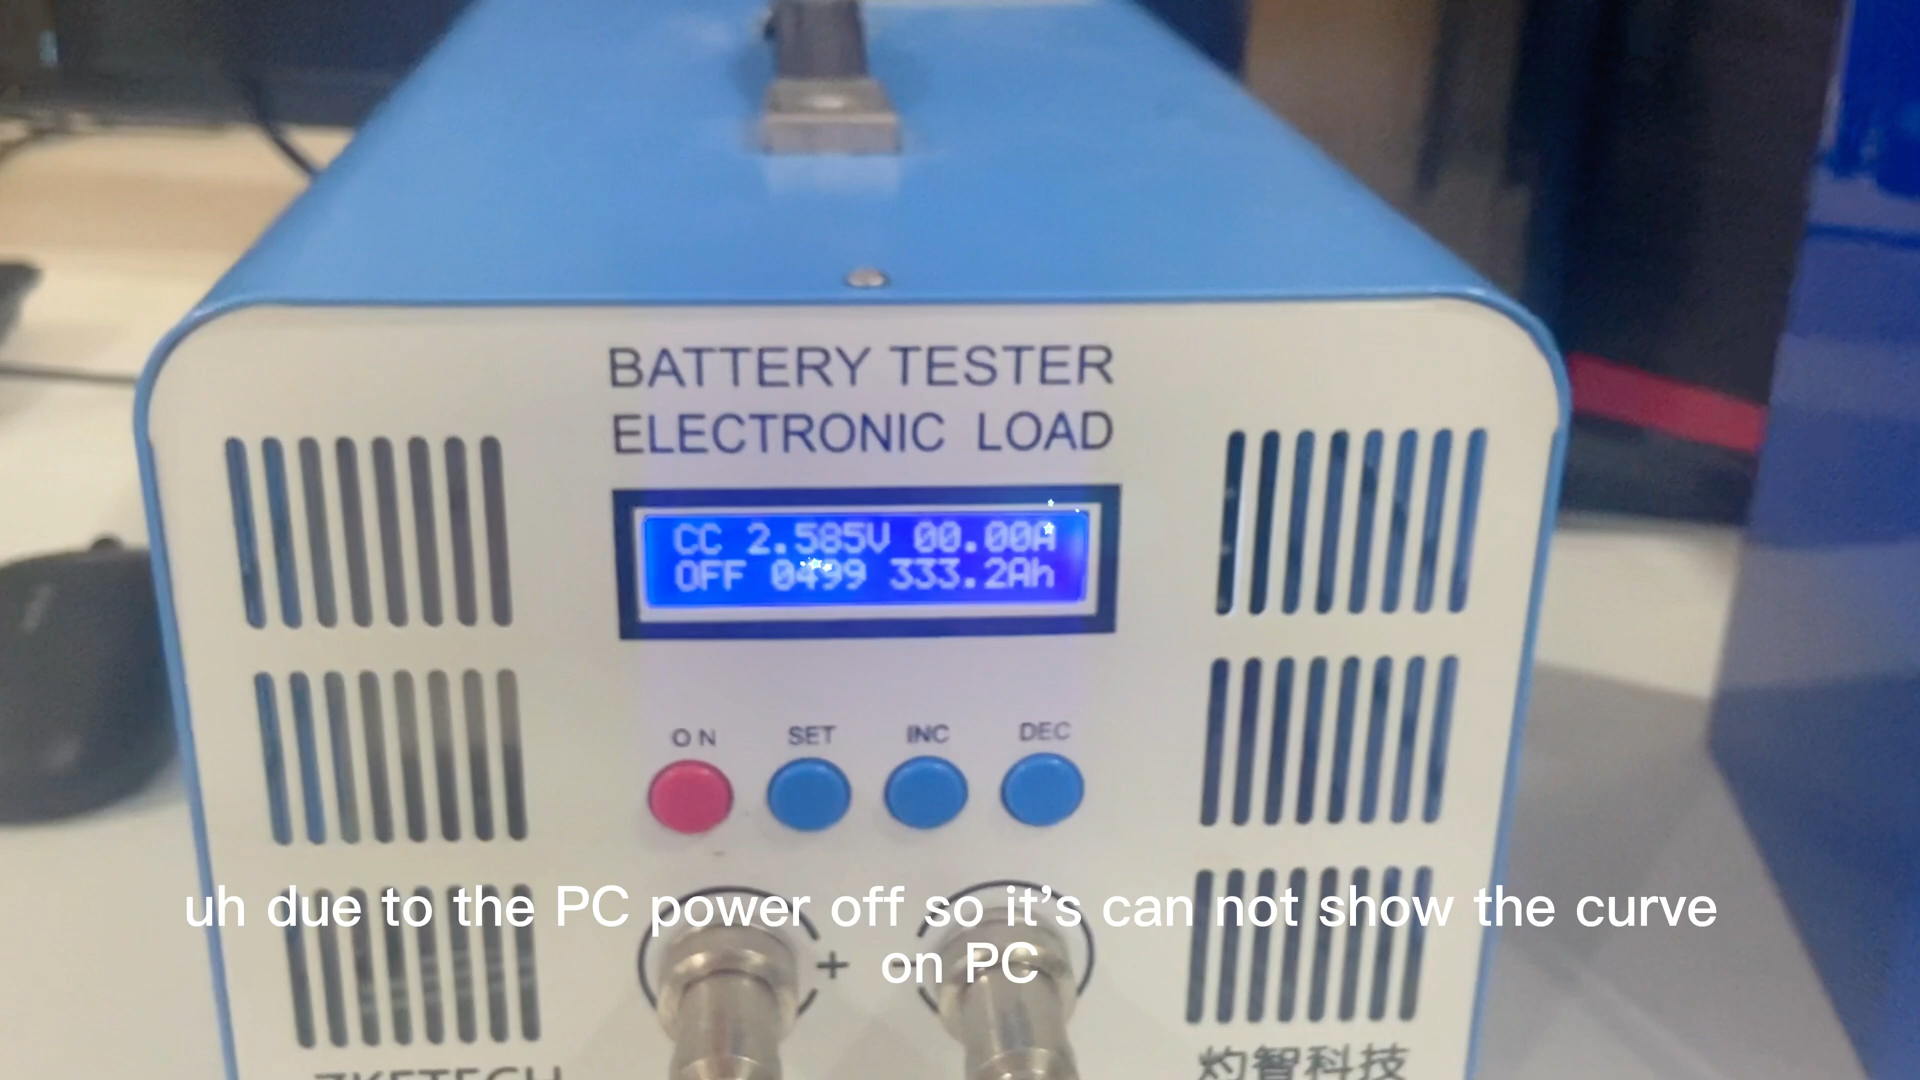 BATTERY TESTER
ELECTRONIC LOAD
CC 2.585V 00.00A
OFF 0499 333.2Ah
ON SET INC DEC
uh due to the PC power off so it's can not show the curve
on PC
+ -
ZKETECH 灼智科技